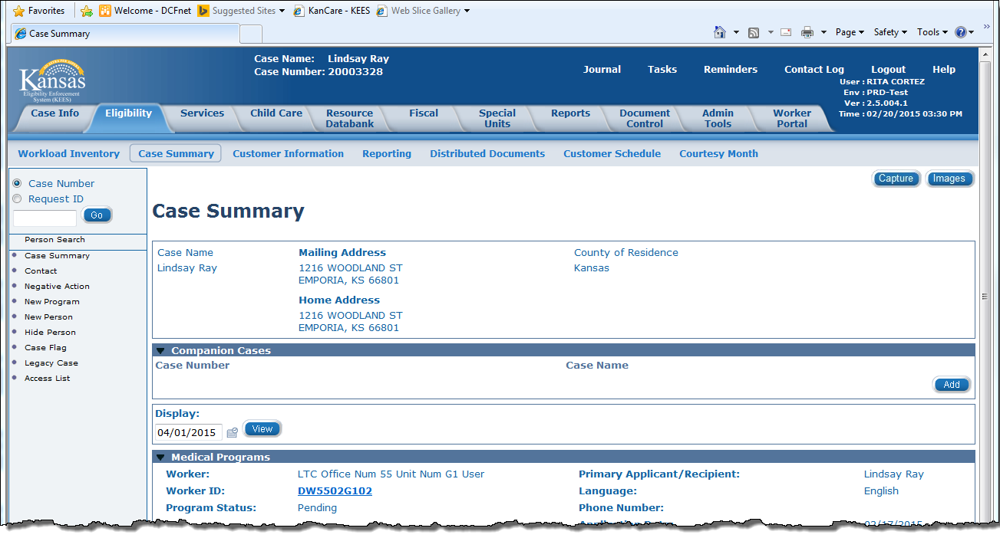 Favorites Welcome - DCFnet Suggested Sites KanCare - KEES Web Slice Gallery
Case Summary Page Safety Tools
Case Name: Lindsay Ray
Case Number: 20003328
Kansas
Eligibility Enforcement
System (KEES)
Journal Tasks Reminders Contact Log Logout Help
User : RITA CORTEZ
Env : PRD-Test
Ver : 2.5.004.1
Time : 02/20/2015 03:30 PM
Case Info Eligibility Services Child Care Resource Databank Fiscal Special Units Reports Document Control Admin Tools Worker Portal
Workload Inventory Case Summary Customer Information Reporting Distributed Documents Customer Schedule Courtesy Month
Case Number
Request ID
Go
Person Search
Case Summary
Contact
Negative Action
New Program
New Person
Hide Person
Case Flag
Legacy Case
Access List
Capture Images
Case Summary
Case Name Mailing Address County of Residence
Lindsay Ray 1216 WOODLAND ST Kansas
EMPORIA, KS 66801
Home Address
1216 WOODLAND ST
EMPORIA, KS 66801
Companion Cases
Case Number Case Name
Add
Display:
04/01/2015 View
Medical Programs
Worker: LTC Office Num 55 Unit Num G1 User Primary Applicant/Recipient: Lindsay Ray
Worker ID: DW5502G102 Language: English
Program Status: Pending Phone Number:
Application Date: 02/17/2015